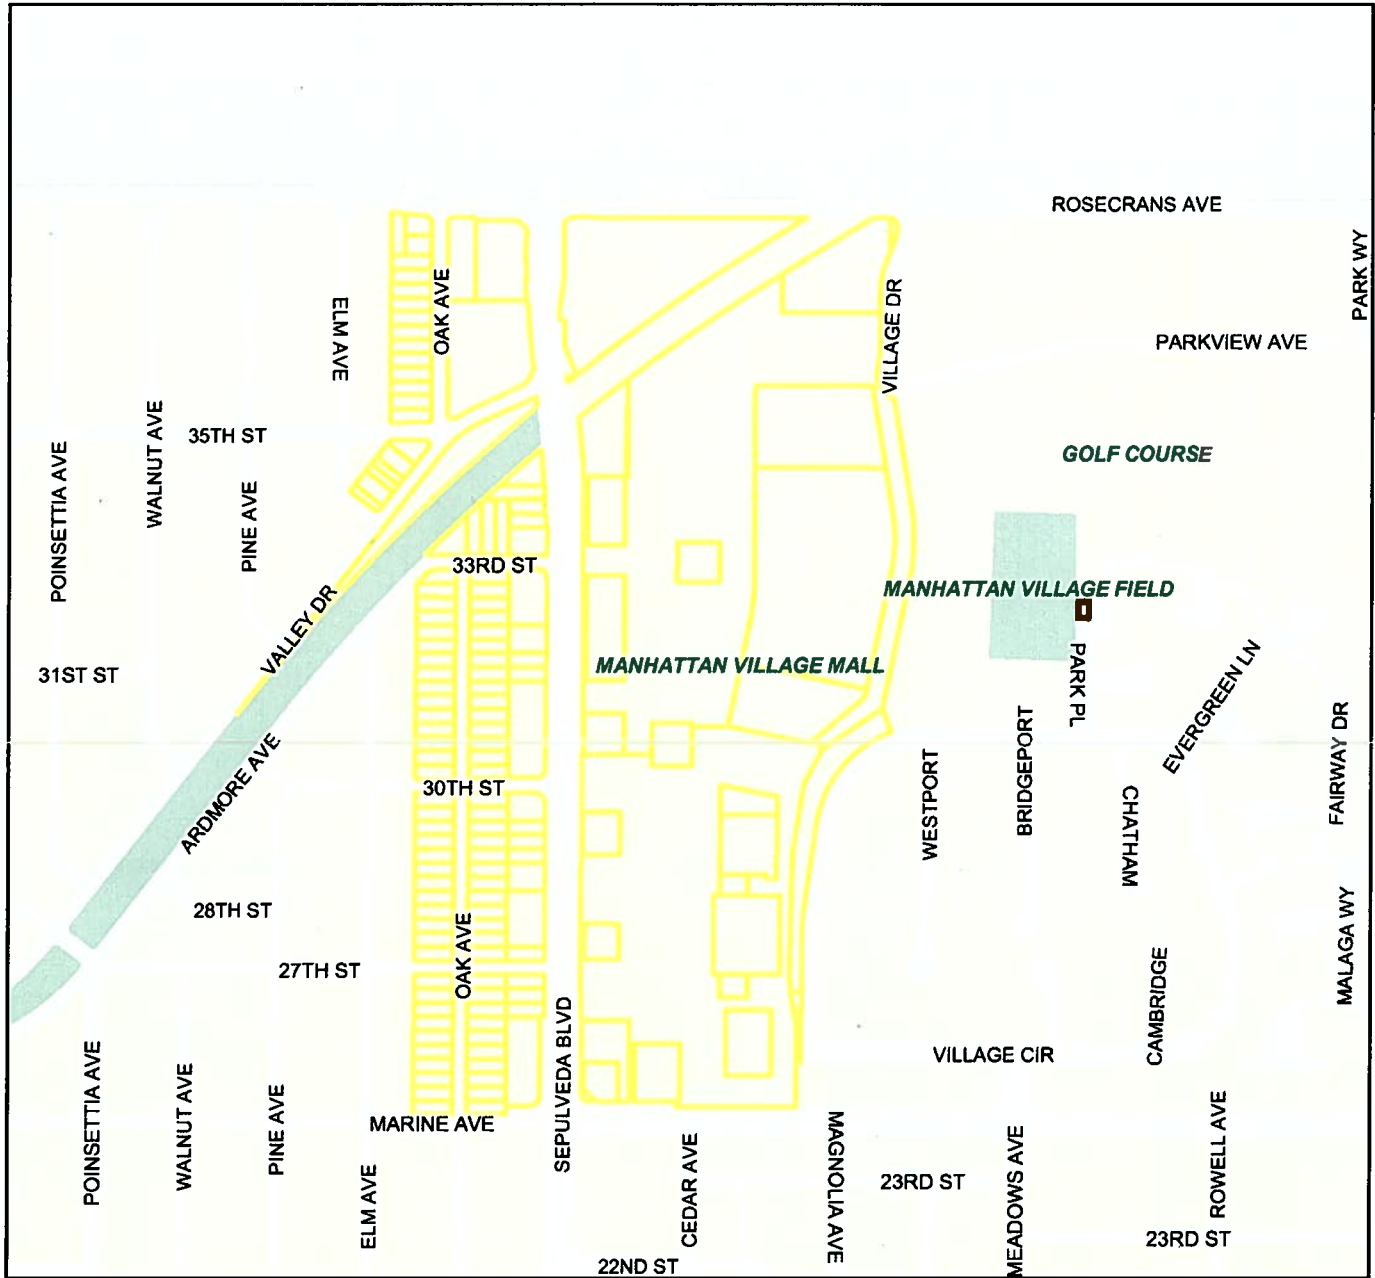 ROSECRANS AVE
PARK WY
ELM AVE
OAK AVE
VILLAGE DR
PARKVIEW AVE
WALNUT AVE
35TH ST
POINSETTIA AVE
PINE AVE
GOLF COURSE
33RD ST
MANHATTAN VILLAGE FIELD
VALLEY DR
31ST ST
MANHATTAN VILLAGE MALL
PARK PL
EVERGREEN LN
ARDMORE AVE
30TH ST
WESTPORT
BRIDGEPORT
CHATHAM
FAIRWAY DR
28TH ST
27TH ST
OAK AVE
MALAGA WY
CAMBRIDGE
SEPULVEDA BLVD
VILLAGE CIR
POINSETTIA AVE
WALNUT AVE
PINE AVE
MARINE AVE
ELM AVE
CEDAR AVE
MAGNOLIA AVE
23RD ST
MEADOWS AVE
ROWELL AVE
23RD ST
22ND ST